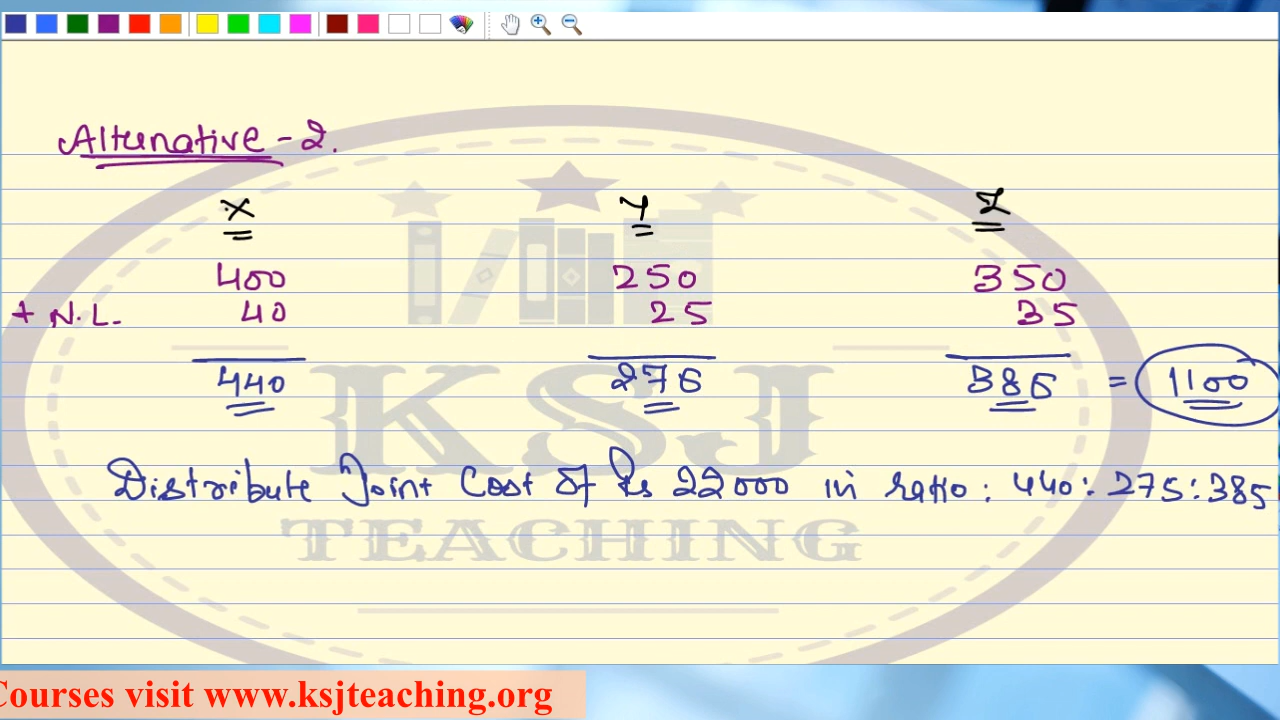 Alternative - 2.
X Y Z
400 250 350
+ N.L. 40 25 35
440 275 385 = 1100
Distribute Joint Cost of Rs 22000 in ratio : 440 : 275 : 385
KSJ
TEACHING
Courses visit www.ksjteaching.org